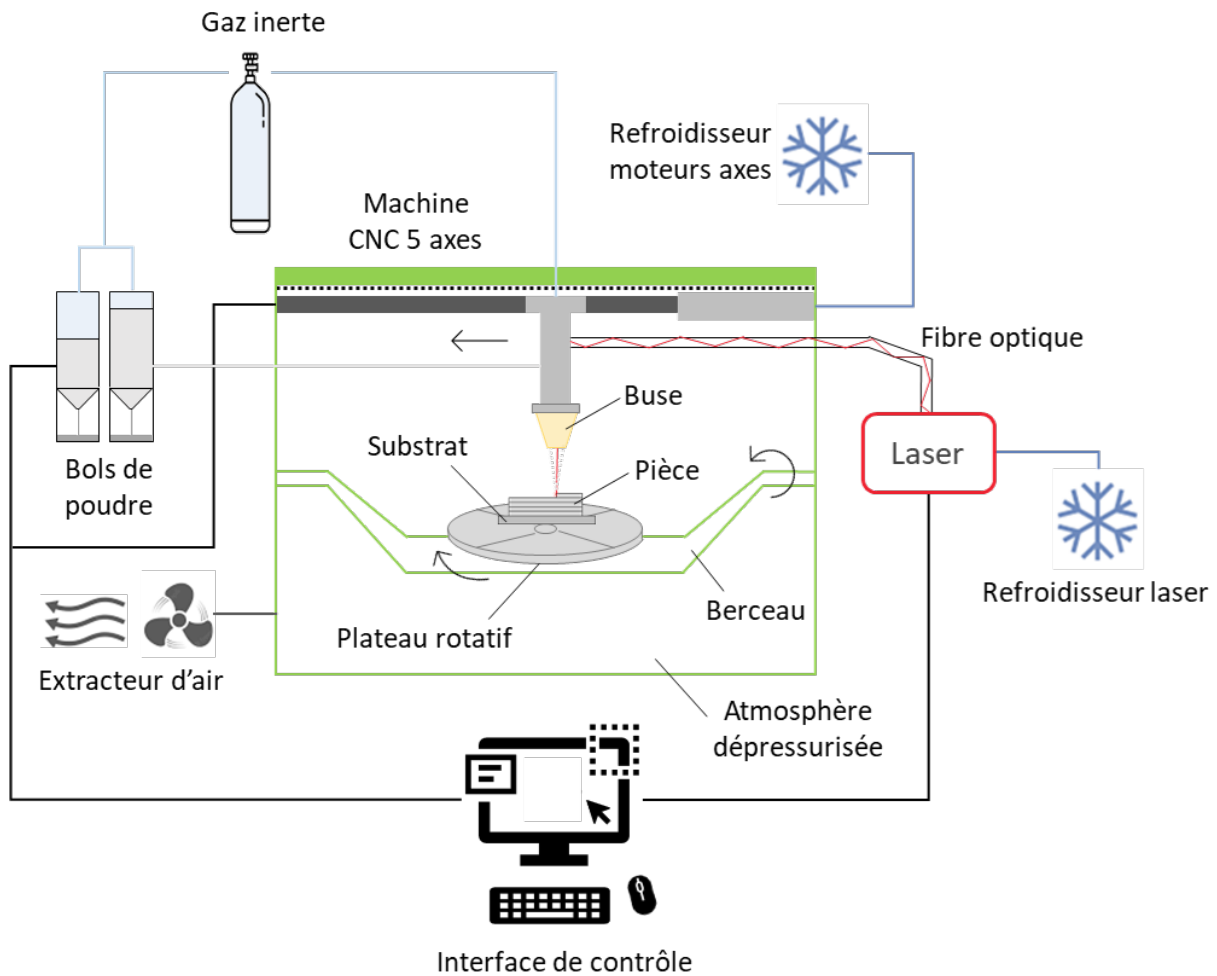 Gaz inerte
Refroidisseur
moteurs axes
Machine
CNC 5 axes
Fibre optique
Buse
Substrat
Laser
Pièce
Bols de
poudre
Refroidisseur laser
Berceau
Plateau rotatif
Extracteur d'air
Atmosphère
dépressurisée
Interface de contrôle